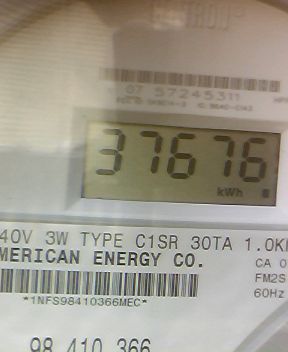 07 57245311
37676
kWh
40V 3W TYPE C1SR 30TA 1.0K
MERICAN ENERGY CO.
CA 0
FM2S
60Hz
*1NFS98410366MEC*
98 410 366